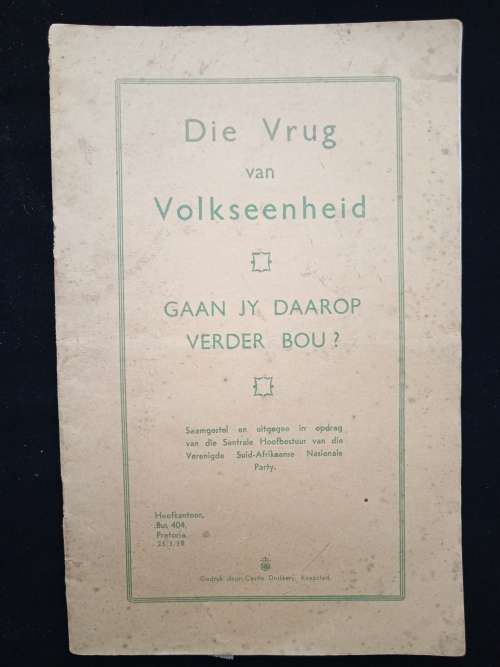 Die Vrug
van
Volkseenheid
GAAN JY DAAROP
VERDER BOU?
Saamgestel en uitgegee in opdrag
van die Sentrale Hoofbestuur van die
Verenigde Suid-Afrikaanse Nasionale
Party.
Hoofkantoor,
Bus 404,
Pretoria.
Gedruk deur Castle Drukkery, Kaapstad.